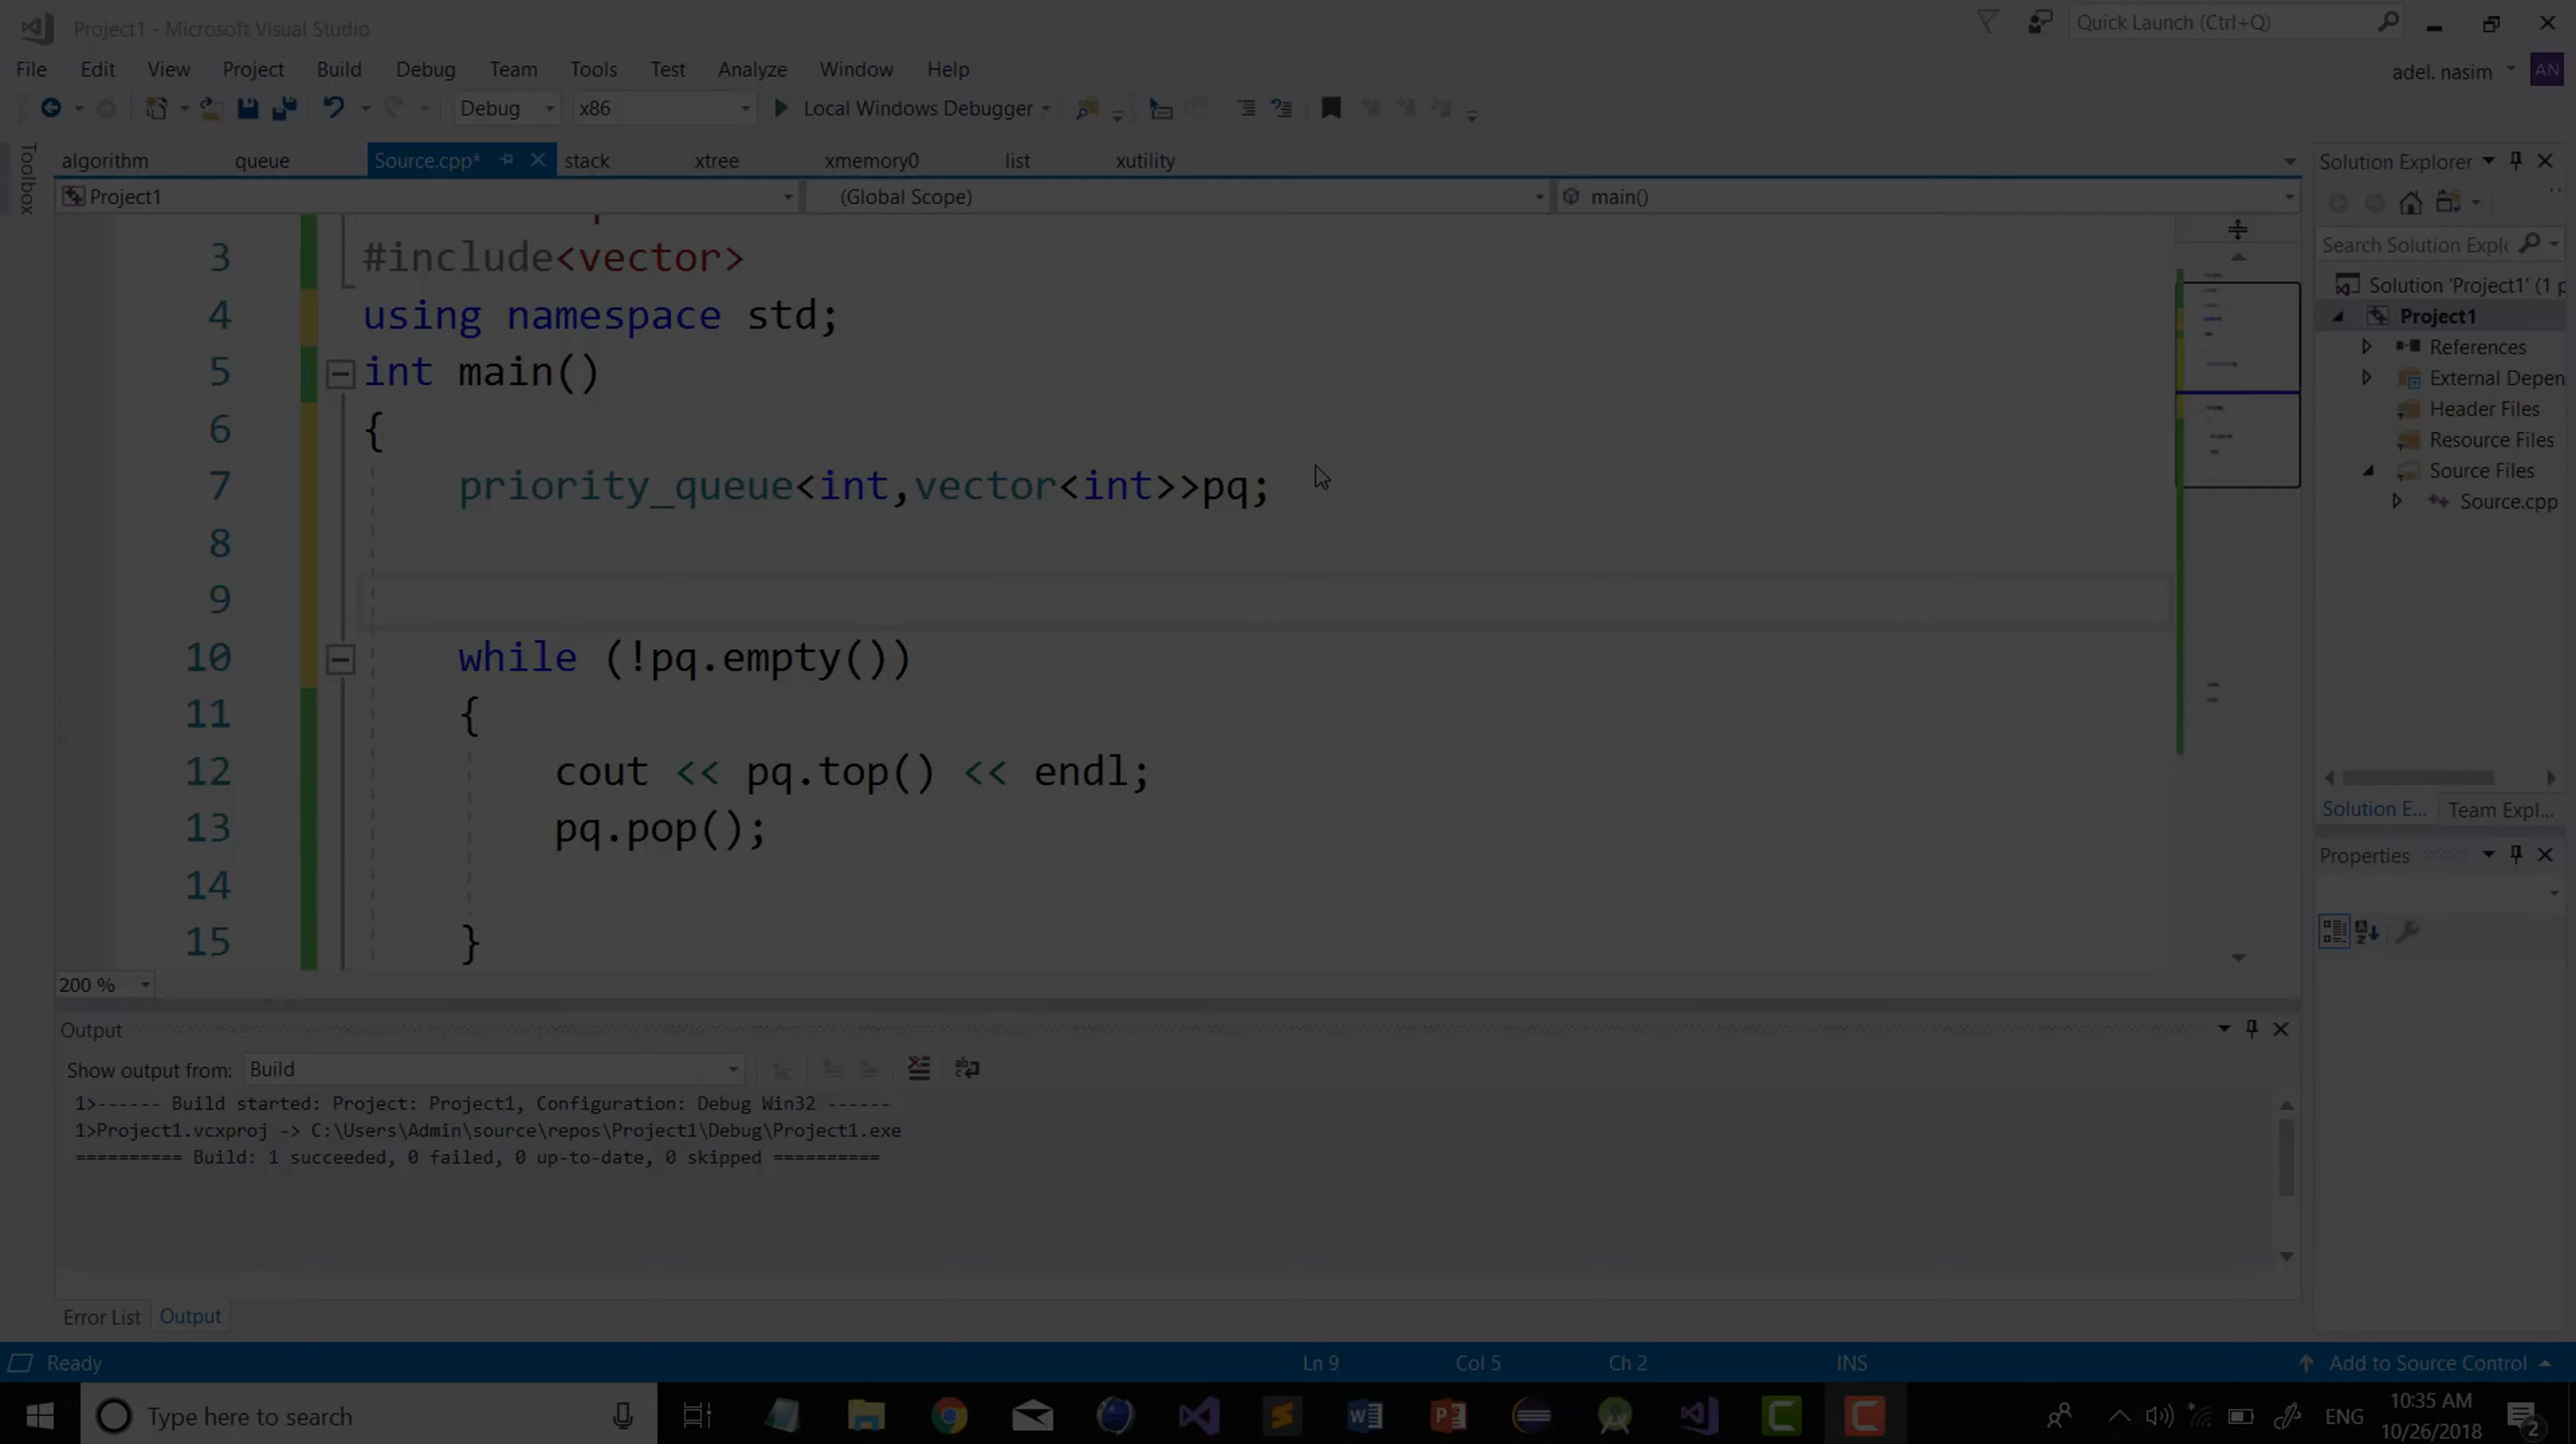 Project1 - Microsoft Visual Studio
Quick Launch (Ctrl+Q)
File Edit View Project Build Debug Team Tools Test Analyze Window Help
adel. nasim AN
Debug x86 Local Windows Debugger
Toolbox
algorithm queue Source.cpp* stack xtree xmemory0 list xutility
Project1 (Global Scope) main()
3 #include<vector>
4 using namespace std;
5 int main()
6 {
7 priority_queue<int,vector<int>>pq;
8
9
10 while (!pq.empty())
11 {
12 cout << pq.top() << endl;
13 pq.pop();
14
15 }
200 %
Solution Explorer
Search Solution Explo
Solution 'Project1' (1 p
Project1
References
External Depen
Header Files
Resource Files
Source Files
Source.cpp
Solution E... Team Expl...
Properties
Output
Show output from: Build
1>------ Build started: Project: Project1, Configuration: Debug Win32 ------
1>Project1.vcxproj -> C:\Users\Admin\source\repos\Project1\Debug\Project1.exe
========== Build: 1 succeeded, 0 failed, 0 up-to-date, 0 skipped ==========
Error List Output
Ready Ln 9 Col 5 Ch 2 INS Add to Source Control
Type here to search
ENG
10:35 AM
10/26/2018
2